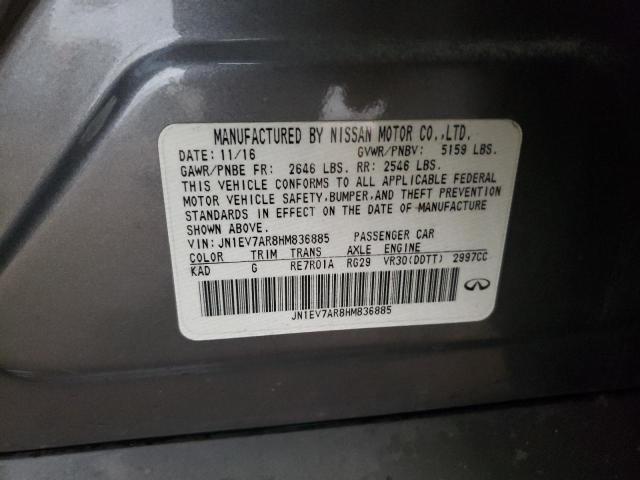 MANUFACTURED BY NISSAN MOTOR CO.,LTD.
DATE: 11/16 GVWR/PNBV: 5159 LBS.
GAWR/PNBE FR: 2646 LBS. RR: 2546 LBS.
THIS VEHICLE CONFORMS TO ALL APPLICABLE FEDERAL
MOTOR VEHICLE SAFETY,BUMPER,AND THEFT PREVENTION
STANDARDS IN EFFECT ON THE DATE OF MANUFACTURE
SHOWN ABOVE.
VIN: JN1EV7AR8HM836885 PASSENGER CAR
COLOR TRIM TRANS AXLE ENGINE
KAD G RE7R01A RG29 VR30(DDTT) 2997CC
JN1EV7AR8HM836885